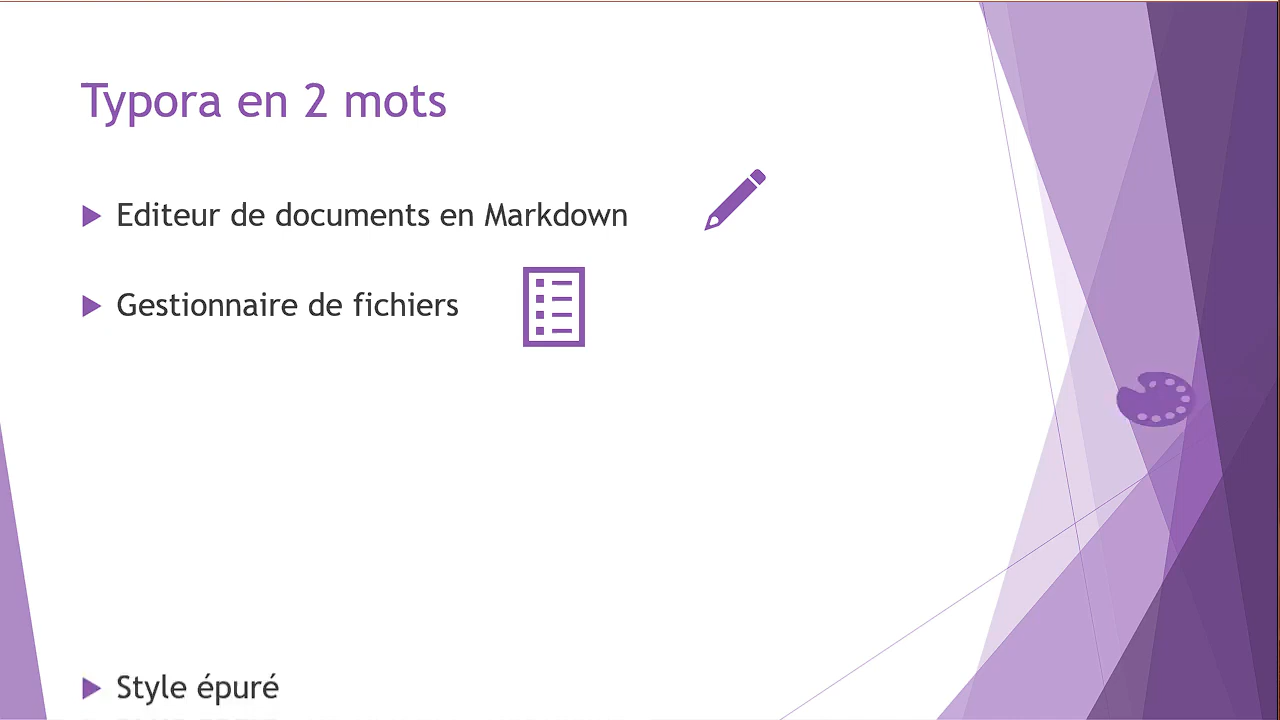 Typora en 2 mots
Editeur de documents en Markdown
Gestionnaire de fichiers
Style épuré